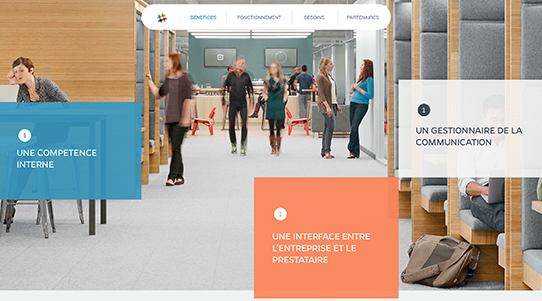 BENEFICES
FONCTIONNEMENT
BESOINS
PARTENAIRES
1
UNE COMPETENCE
INTERNE
1
UN GESTIONNAIRE DE LA
COMMUNICATION
1
UNE INTERFACE ENTRE
L'ENTREPRISE ET LE
PRESTATAIRE